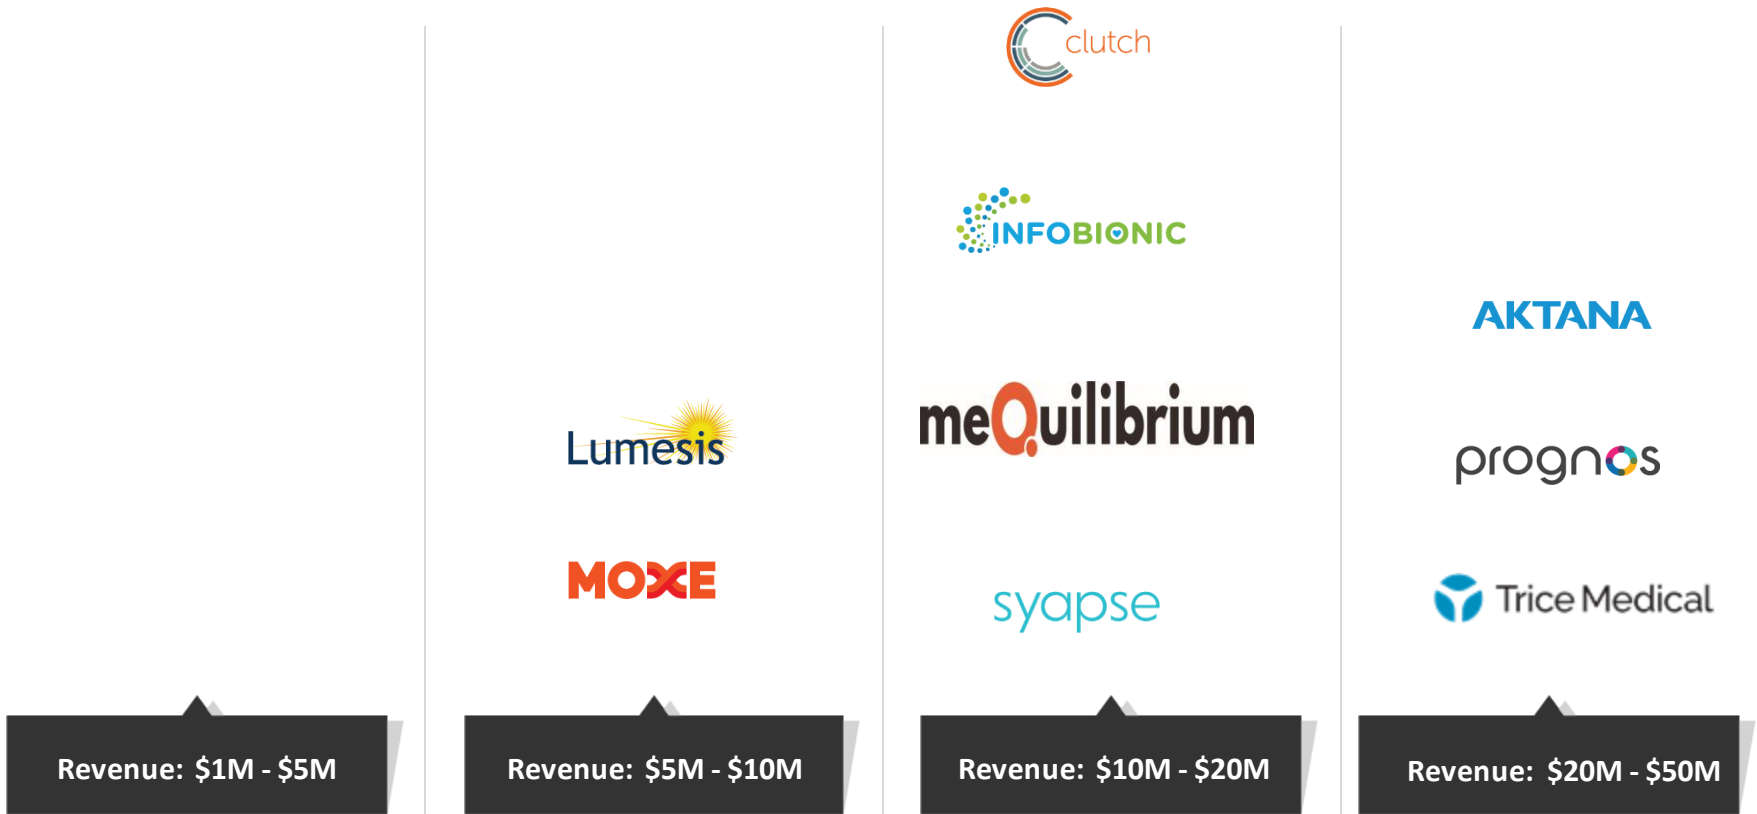 clutch
INFOBIONIC
AKTANA
meQuilibrium
Lumesis
prognos
MOXE
syapse
Trice Medical
Revenue: $1M - $5M
Revenue: $5M - $10M
Revenue: $10M - $20M
Revenue: $20M - $50M